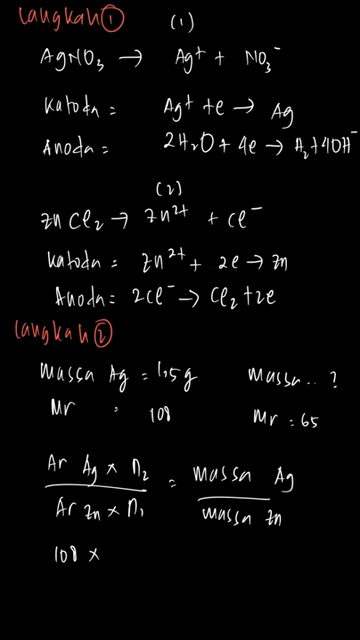 Langkah ① (1)
AgNO₃ → Ag⁺ + NO₃⁻
Katoda = Ag⁺ + e → Ag
Anoda = 2H₂O + 4e → H₂ + 4OH⁻
(2)
ZnCl₂ → Zn²⁺ + Cl⁻
Katoda = Zn²⁺ + 2e → Zn
Anoda = 2Cl⁻ → Cl₂ + 2e
Langkah ②
Massa Ag = 1,5 g Massa .. ?
Mr = 108 Mr = 65
Ar Ag × n₂ = massa Ag
Ar Zn × n₁ massa Zn
108 ×